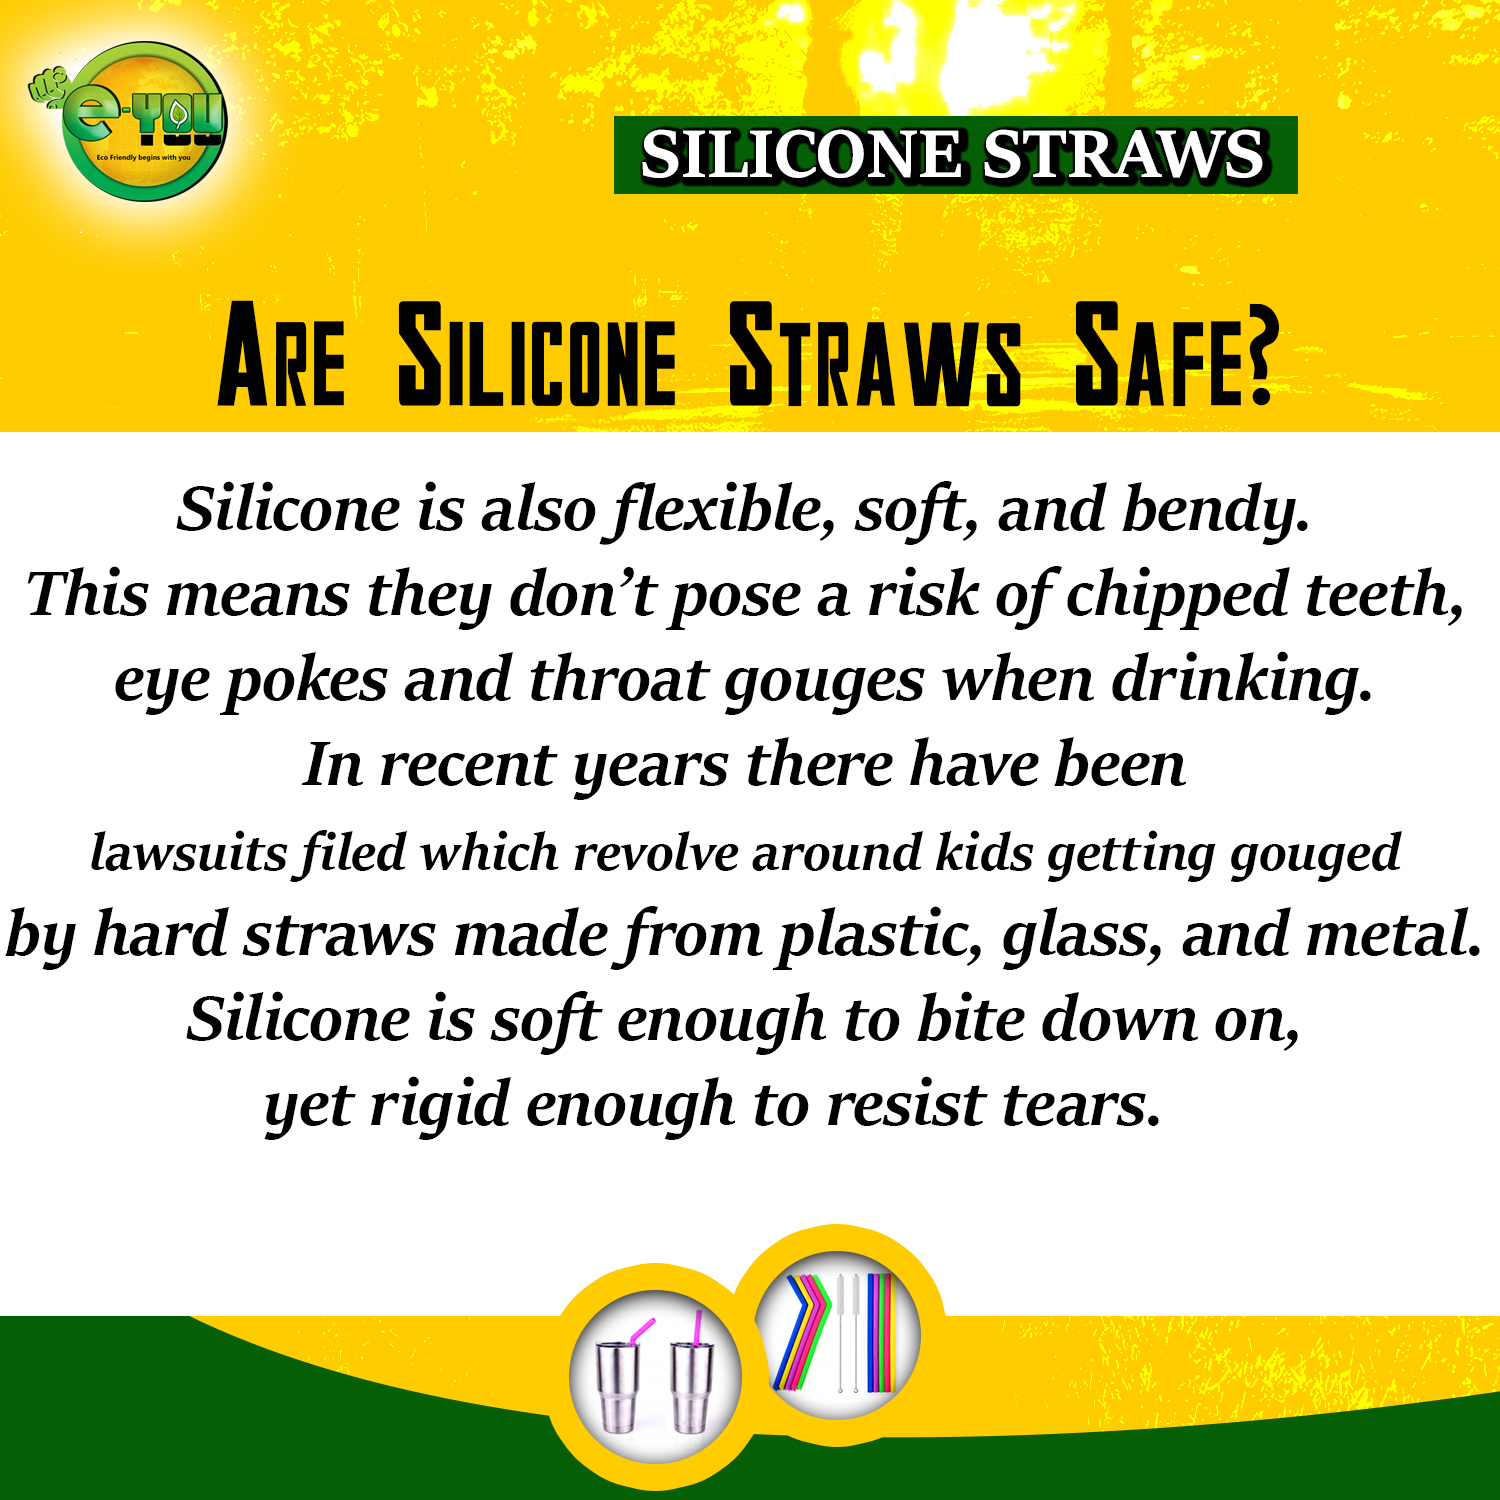 e-YOU
Eco Friendly begins with you
SILICONE STRAWS
ARE SILICONE STRAWS SAFE?
Silicone is also flexible, soft, and bendy.
This means they don’t pose a risk of chipped teeth,
eye pokes and throat gouges when drinking.
In recent years there have been
lawsuits filed which revolve around kids getting gouged
by hard straws made from plastic, glass, and metal.
Silicone is soft enough to bite down on,
yet rigid enough to resist tears.